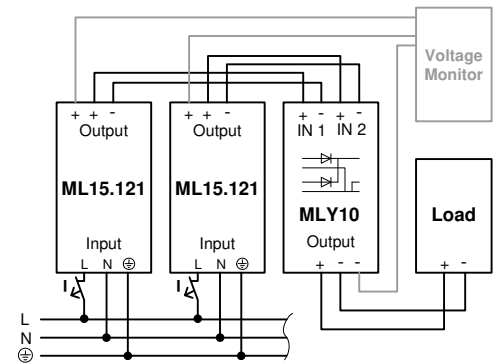 Voltage
Monitor
+ + -
Output
ML15.121
Input
L N ⏚
I
+ + -
Output
ML15.121
Input
L N ⏚
I
+ - + -
IN 1 IN 2
MLY10
Output
+ - -
Load
+ -
L
N
⏚